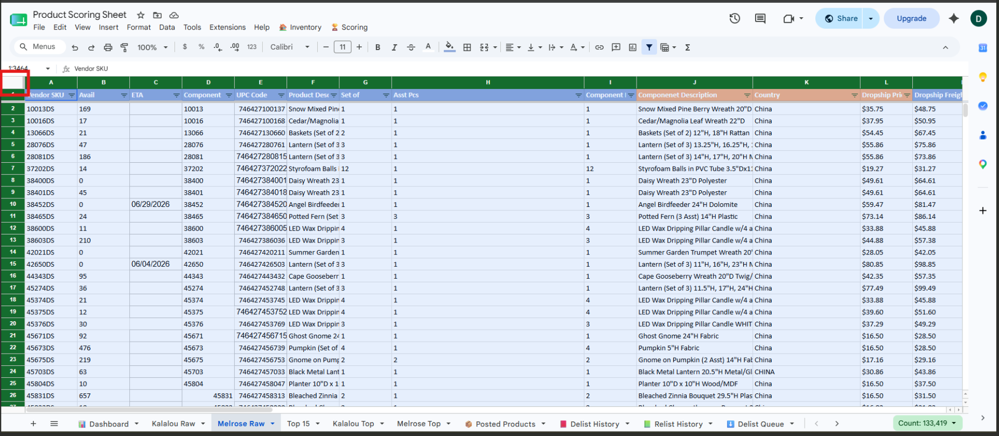 Product Scoring Sheet
File Edit View Insert Format Data Tools Extensions Help Inventory Scoring
Share Upgrade D
Menus 100% $ % .0 .00 123 Calibri 11 B I A Σ
31
1:3464 fx Vendor SKU
A B C D E F G H I J K L
1 Vendor SKU Avail ETA Component UPC Code Product Des Set of Asst Pcs Component Componenet Description Country Dropship Pri Dropship Freigh
2 10013DS 169 10013 746427100137 Snow Mixed Pin 1 1 1 Snow Mixed Pine Berry Wreath 20"D China $35.75 $48.75
3 10016DS 17 10016 746427100168 Cedar/Magnolia 1 1 1 Cedar/Magnolia Leaf Wreath 22"D China $37.95 $50.95
4 13066DS 21 13066 746427130660 Baskets (Set of 2 2 1 1 Baskets (Set of 2) 12"H, 18"H Rattan China $54.45 $67.45
5 28076DS 47 28076 746427280761 Lantern (Set of 3 3 1 1 Lantern (Set of 3) 13.25"H, 16.25"H, China $55.86 $75.86
6 28081DS 186 28081 746427280815 Lantern (Set of 3 3 1 1 Lantern (Set of 3) 14"H, 17"H, 20"H M China $55.86 $73.86
7 37202DS 14 37202 746427372022 Styrofoam Balls 12 1 12 Styrofoam Balls in PVC Tube 3.5"Dx11 China $19.27 $31.27
8 38400DS 0 38400 746427384001 Daisy Wreath 23 1 1 1 Daisy Wreath 23"D Polyester China $49.61 $64.61
9 38401DS 45 38401 746427384018 Daisy Wreath 23 1 1 1 Daisy Wreath 23"D Polyester China $49.61 $64.61
10 38452DS 0 06/29/2026 38452 746427384520 Angel Birdfeeder 1 1 1 Angel Birdfeeder 24"H Dolomite China $59.47 $81.47
11 38465DS 24 38465 746427384650 Potted Fern (Set 3 3 3 Potted Fern (3 Asst) 14"H Plastic China $73.14 $86.14
12 38600DS 11 38600 746427386005 LED Wax Drippin 4 1 4 LED Wax Dripping Pillar Candle w/4 a China $33.88 $45.88
13 38603DS 210 38603 746427386036 LED Wax Drippin 3 1 3 LED Wax Dripping Pillar Candle w/4 a China $44.88 $57.38
14 42021DS 0 42021 746427420211 Summer Garden 1 1 1 Summer Garden Trumpet Wreath 20" China $28.05 $42.05
15 42650DS 0 06/04/2026 42650 746427426503 Lantern (Set of 3 3 1 1 Lantern (Set of 3) 11"H, 16"H, 23"H M China $80.85 $98.85
16 44343DS 95 44343 746427443432 Cape Gooseberr 1 1 1 Cape Gooseberry Wreath 20"D Twig/ China $42.35 $57.35
17 45274DS 36 45274 746427452748 Lantern (Set of 3 3 1 1 Lantern (Set of 3) 11.5"H, 17"H, 24"H China $77.49 $99.49
18 45374DS 21 45374 746427453745 LED Wax Drippin 4 1 4 LED Wax Dripping Pillar Candle w/4 a China $33.88 $45.88
19 45375DS 12 45375 746427453752 LED Wax Drippin 4 1 4 LED Wax Dripping Pillar Candle w/4 a China $39.60 $51.60
20 45376DS 30 45376 746427453769 LED Wax Drippin 3 1 3 LED Wax Dripping Pillar Candle WHIT China $37.29 $49.29
21 45671DS 92 45671 746427456715 Ghost Gnome 24 1 1 1 Ghost Gnome 24"H Fabric China $16.50 $28.50
22 45673DS 476 45673 746427456739 Pumpkin (Set of 4 1 4 Pumpkin 5"H Fabric China $16.50 $28.50
23 45675DS 219 45675 746427456753 Gnome on Pump 2 2 2 Gnome on Pumpkin (2 Asst) 14"H Fab China $17.16 $29.16
24 45703DS 63 45703 746427457033 Black Metal Lant 1 1 1 Black Metal Lantern 20.5"H Metal/Gl CHINA $30.86 $43.86
25 45804DS 10 45804 746427458047 Planter 10"D x 1 1 1 1 Planter 10"D x 10"H Wood/MDF China $16.50 $37.50
26 45831DS 657 45831 746427458313 Bleached Zinnia 2 1 2 Bleached Zinnia Bouquet 29.5"H Plas China $16.50 $31.50
Dashboard Kalalou Raw Melrose Raw Top 15 Kalalou Top Melrose Top Posted Products Delist History Relist History Delist Queue Count: 133,419